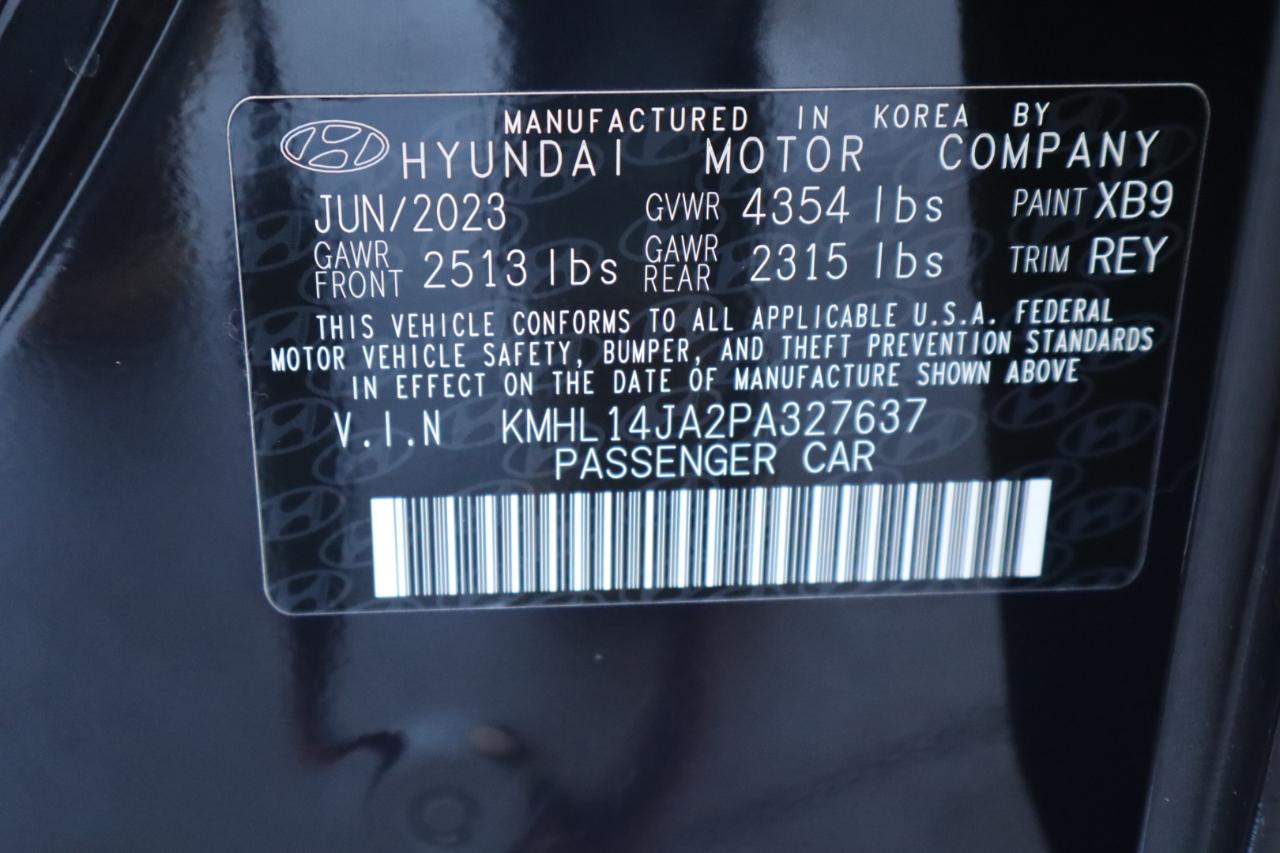 MANUFACTURED IN KOREA BY
HYUNDAI MOTOR COMPANY
JUN/2023 GVWR 4354 lbs PAINT XB9
GAWR FRONT 2513 lbs GAWR REAR 2315 lbs TRIM REY
THIS VEHICLE CONFORMS TO ALL APPLICABLE U.S.A. FEDERAL
MOTOR VEHICLE SAFETY, BUMPER, AND THEFT PREVENTION STANDARDS
IN EFFECT ON THE DATE OF MANUFACTURE SHOWN ABOVE
V.I.N KMHL14JA2PA327637
PASSENGER CAR